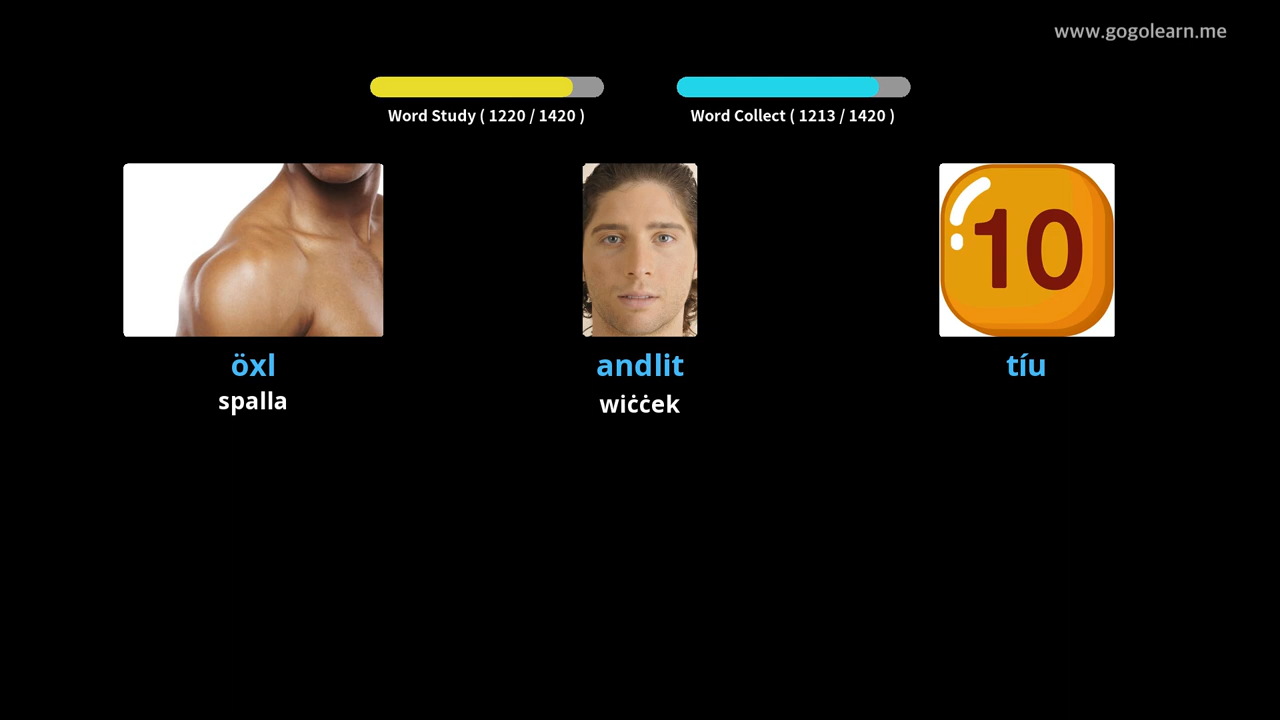 www.gogolearn.me
Word Study ( 1220 / 1420 )
Word Collect ( 1213 / 1420 )
10
öxl
spalla
andlit
wiċċek
tíu